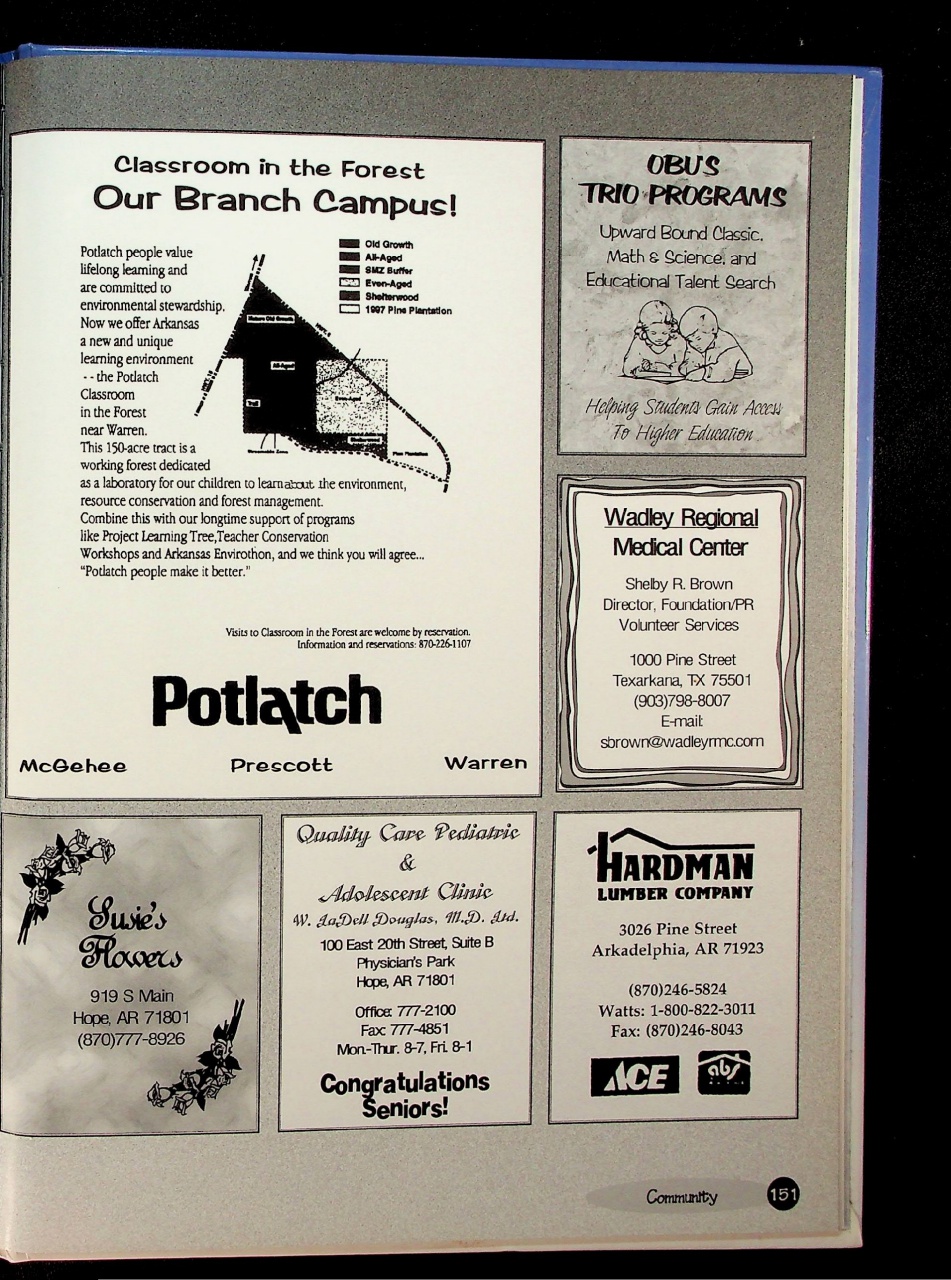 Classroom in the Forest
Our Branch Campus!
Potlatch people value
lifelong learning and
are committed to
environmental stewardship.
Now we offer Arkansas
a new and unique
learning environment
- - the Potlatch
Classroom
in the Forest
near Warren.
This 150-acre tract is a
working forest dedicated
as a laboratory for our children to learn about the environment,
resource conservation and forest management.
Combine this with our longtime support of programs
like Project Learning Tree,Teacher Conservation
Workshops and Arkansas Envirothon, and we think you will agree...
"Potlatch people make it better."
Old Growth
All-Aged
SMZ Buffer
Even-Aged
Shelterwood
1997 Pine Plantation
Mature Old Growth
All-Aged
Even-Aged
Pine Plantation
Visits to Classroom in the Forest are welcome by reservation.
Information and reservations: 870-226-1107
Potlatch
McGehee
Prescott
Warren
OBU'S
TRIO PROGRAMS
Upward Bound Classic,
Math & Science, and
Educational Talent Search
Helping Students Gain Access
To Higher Education
Wadley Regional
Medical Center
Shelby R. Brown
Director, Foundation/PR
Volunteer Services
1000 Pine Street
Texarkana, TX 75501
(903)798-8007
E-mail:
sbrown@wadleyrmc.com
Susie's
Flowers
919 S Main
Hope, AR 71801
(870)777-8926
Quality Care Pediatric
&
Adolescent Clinic
W. LaDell Douglas, M.D. Ltd.
100 East 20th Street, Suite B
Physician's Park
Hope, AR 71801
Office: 777-2100
Fax: 777-4851
Mon.-Thur. 8-7, Fri. 8-1
Congratulations
Seniors!
HARDMAN
LUMBER COMPANY
3026 Pine Street
Arkadelphia, AR 71923
(870)246-5824
Watts: 1-800-822-3011
Fax: (870)246-8043
ACE
abs
Community
151